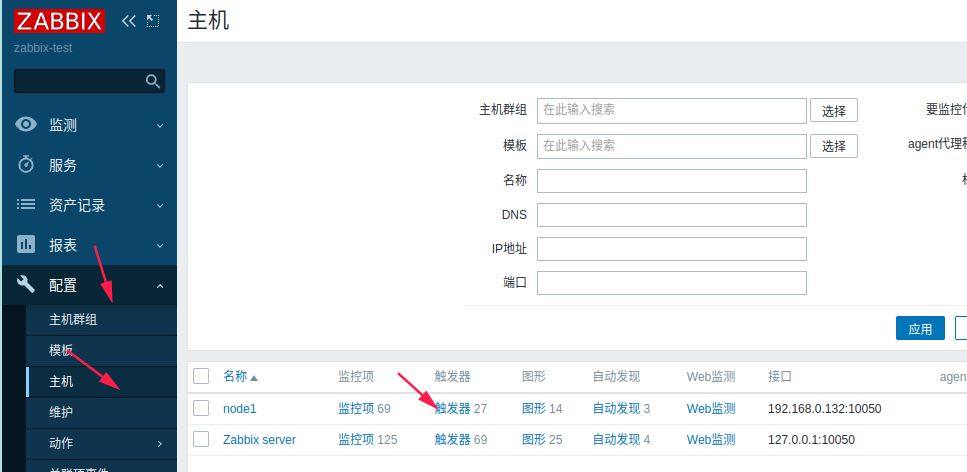 ZABBIX
zabbix-test
监测
服务
资产记录
报表
配置
主机群组
模板
主机
维护
动作
主机
主机群组 在此输入搜索 选择
模板 在此输入搜索 选择
名称
DNS
IP地址
端口
要监控
agent代理
应用
名称 监控项 触发器 图形 自动发现 Web监测 接口 agen
node1 监控项 69 触发器 27 图形 14 自动发现 3 Web监测 192.168.0.132:10050
Zabbix server 监控项 125 触发器 69 图形 25 自动发现 4 Web监测 127.0.0.1:10050